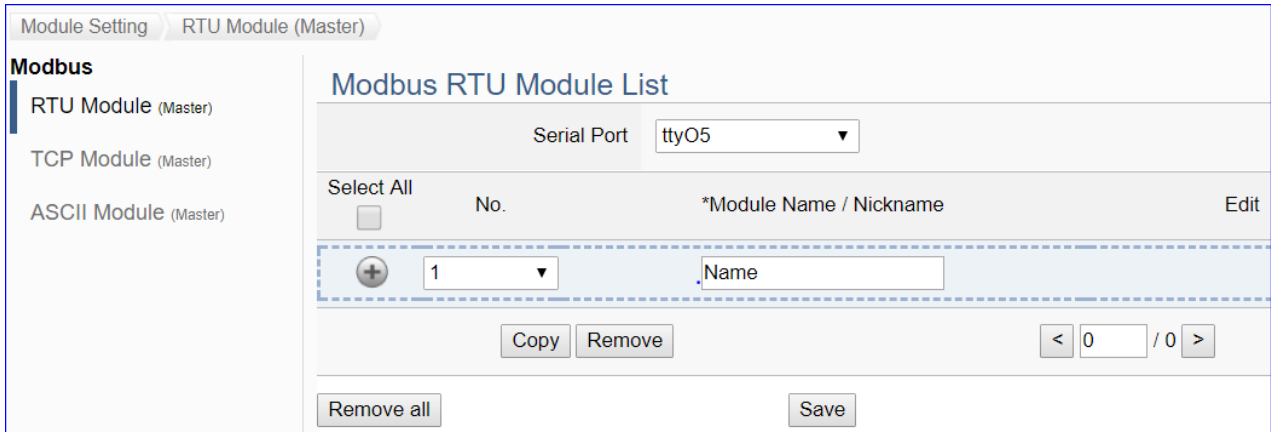 Module Setting RTU Module (Master)
Modbus
RTU Module (Master)
TCP Module (Master)
ASCII Module (Master)
Modbus RTU Module List
Serial Port ttyO5
Select All No. *Module Name / Nickname Edit
1 Name
Copy Remove < 0 / 0 >
Remove all Save